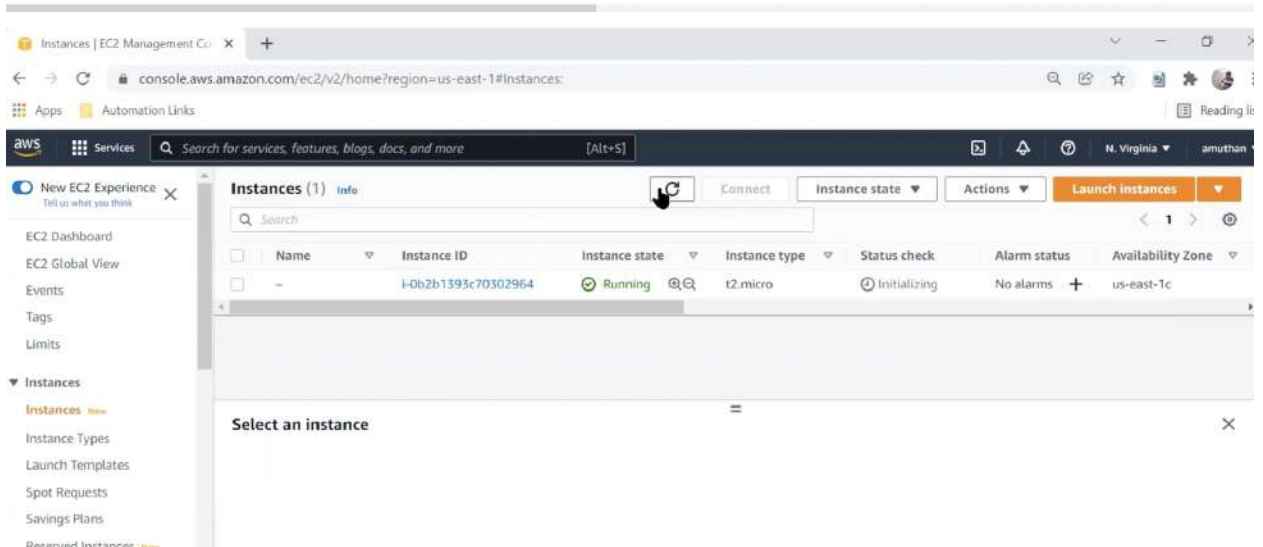 Instances | EC2 Management Co
console.aws.amazon.com/ec2/v2/home?region=us-east-1#Instances:
Apps Automation Links Reading lis
aws Services Search for services, features, blogs, docs, and more [Alt+S] N. Virginia amuthan
New EC2 Experience
Tell us what you think
EC2 Dashboard
EC2 Global View
Events
Tags
Limits
Instances
Instances New
Instance Types
Launch Templates
Spot Requests
Savings Plans
Reserved Instances New
Instances (1) Info Connect Instance state Actions Launch instances
Search 1
Name Instance ID Instance state Instance type Status check Alarm status Availability Zone
– i-0b2b1393c70302964 Running t2.micro Initializing No alarms + us-east-1c
Select an instance